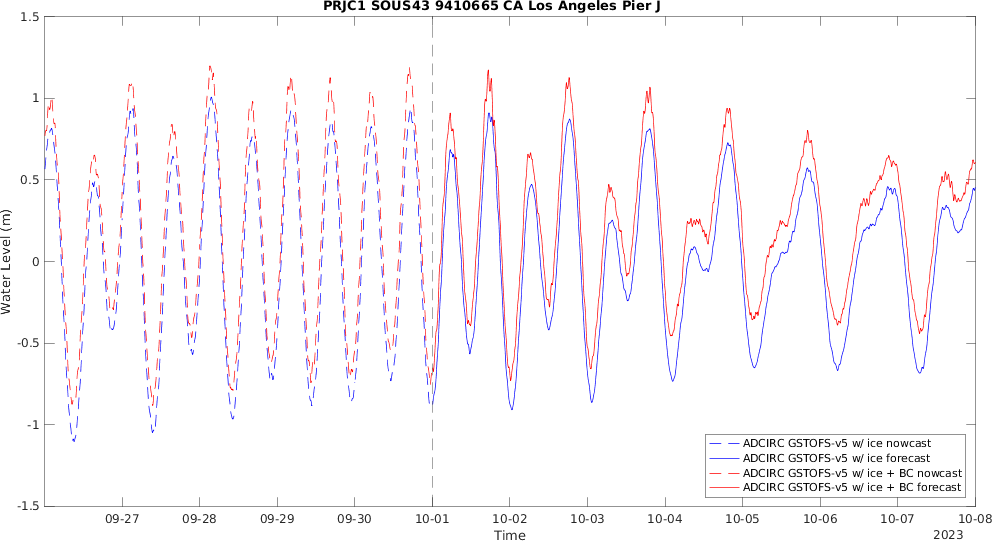 PRJC1 SOUS43 9410665 CA Los Angeles Pier J
Water Level (m)
1.5
1
0.5
0
-0.5
-1
-1.5
09-27 09-28 09-29 09-30 10-01 10-02 10-03 10-04 10-05 10-06 10-07 10-08
Time
2023
ADCIRC GSTOFS-v5 w/ ice nowcast
ADCIRC GSTOFS-v5 w/ ice forecast
ADCIRC GSTOFS-v5 w/ ice + BC nowcast
ADCIRC GSTOFS-v5 w/ ice + BC forecast